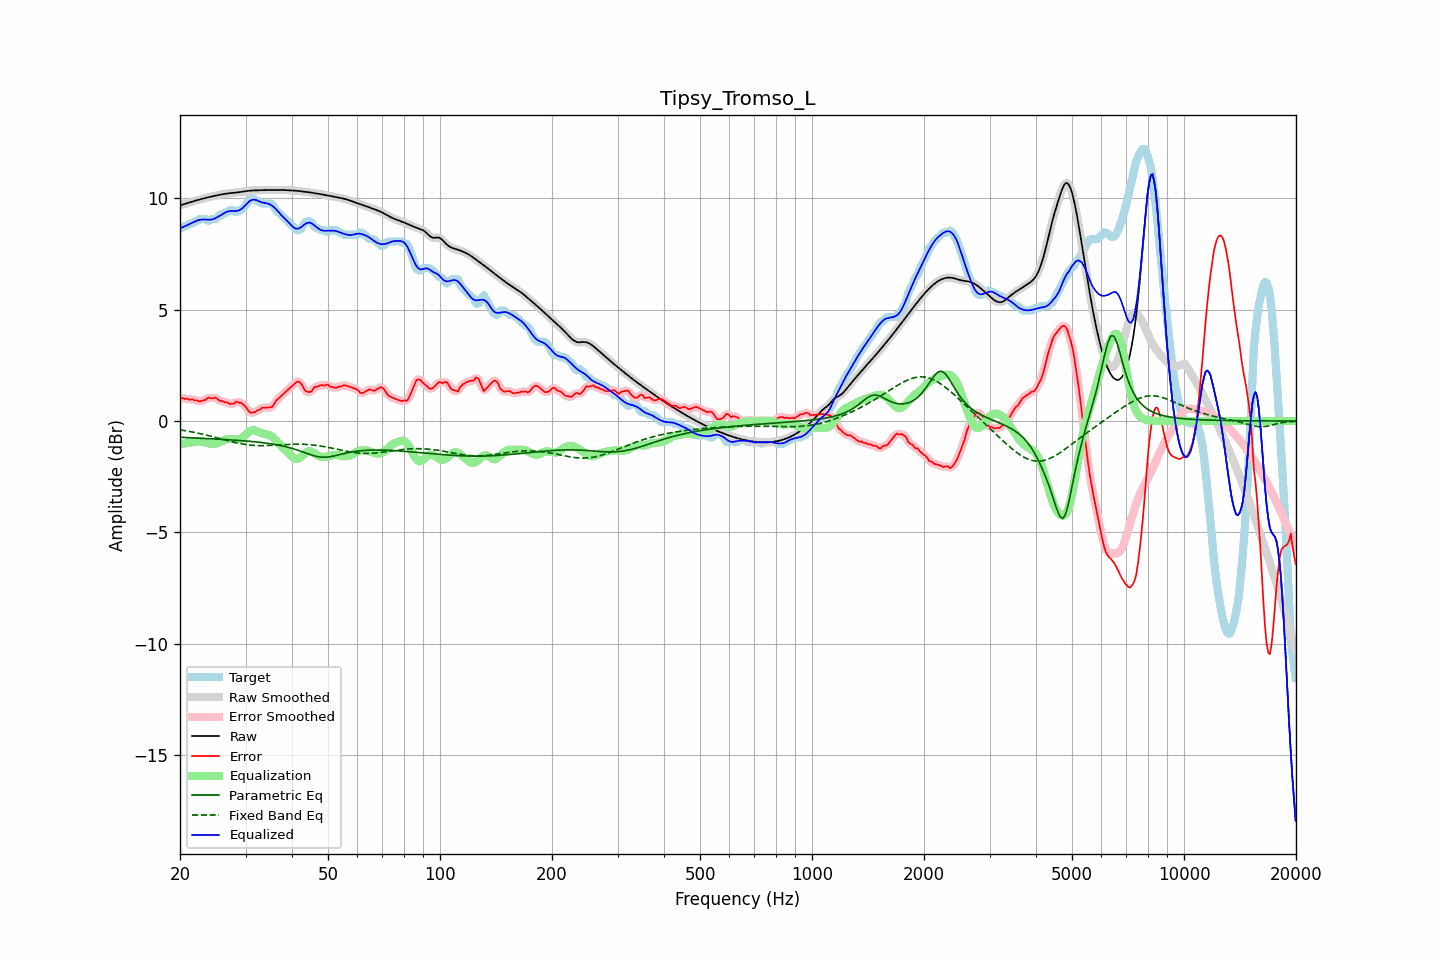 Tipsy_Tromso_L
Amplitude (dBr)
10
5
0
−5
−10
−15
Target
Raw Smoothed
Error Smoothed
Raw
Error
Equalization
Parametric Eq
Fixed Band Eq
Equalized
20 50 100 200 500 1000 2000 5000 10000 20000
Frequency (Hz)